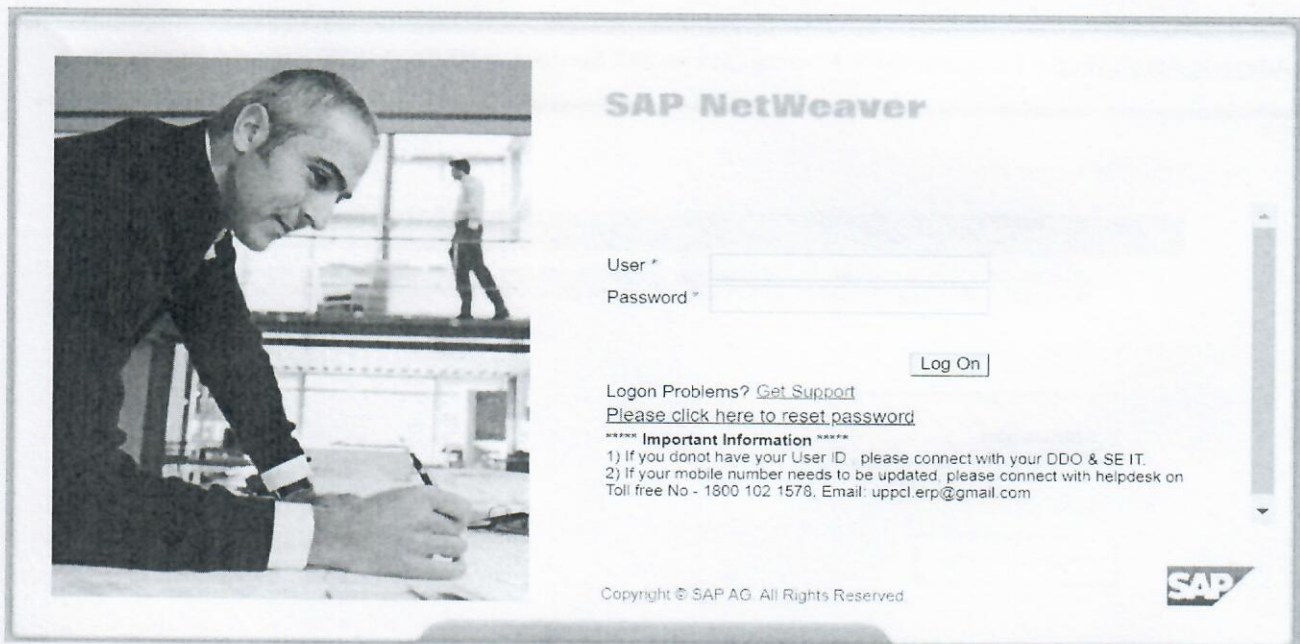 SAP NetWeaver
User *
Password *
Log On
Logon Problems? Get Support
Please click here to reset password
***** Important Information *****
1) If you donot have your User ID , please connect with your DDO & SE IT.
2) If your mobile number needs to be updated, please connect with helpdesk on
Toll free No - 1800 102 1578, Email: uppcl.erp@gmail.com
Copyright © SAP AG. All Rights Reserved.
SAP